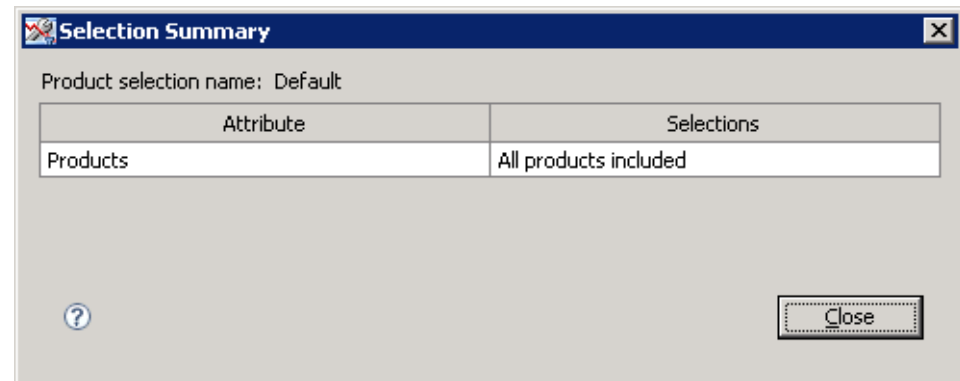 Selection Summary
Product selection name: Default
Attribute Selections
Products All products included
?
Close